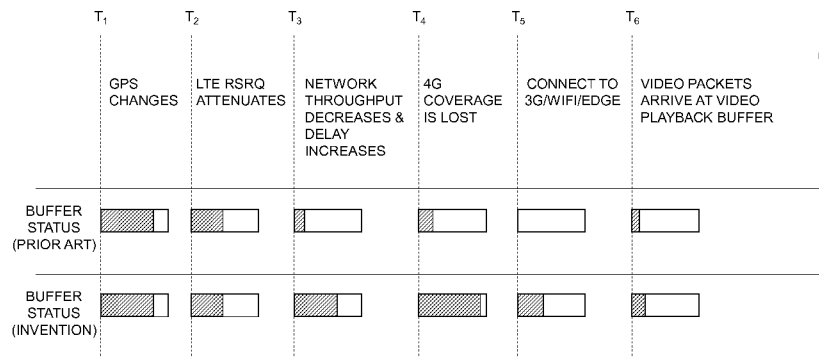 T1 T2 T3 T4 T5 T6
GPS
CHANGES
LTE RSRQ
ATTENUATES
NETWORK
THROUGHPUT
DECREASES &
DELAY
INCREASES
4G
COVERAGE
IS LOST
CONNECT TO
3G/WIFI/EDGE
VIDEO PACKETS
ARRIVE AT VIDEO
PLAYBACK BUFFER
BUFFER
STATUS
(PRIOR ART)
BUFFER
STATUS
(INVENTION)